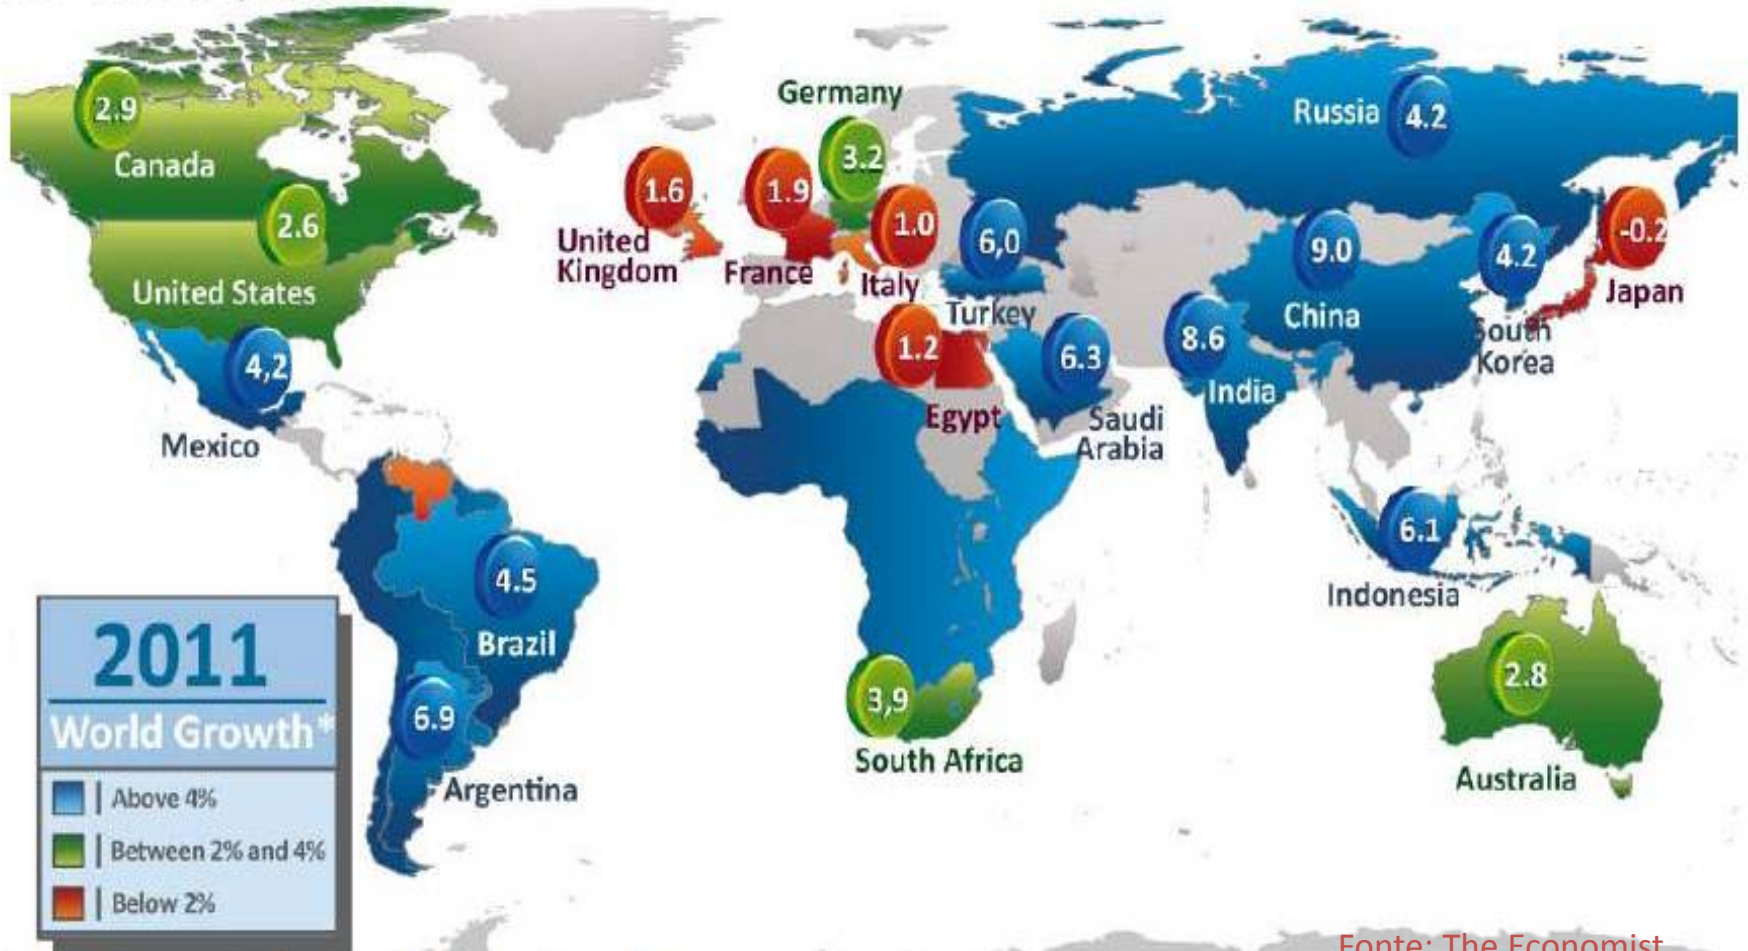 2.9
Canada
2.6
United States
4,2
Mexico
4.5
Brazil
6.9
Argentina
Germany
3.2
1.6
United
Kingdom
1.9
France
1.0
Italy
6,0
Turkey
1.2
Egypt
6.3
Saudi
Arabia
3,9
South Africa
Russia
4.2
9.0
China
4.2
South
Korea
-0.2
Japan
8.6
India
6.1
Indonesia
2.8
Australia
2011
World Growth*
Above 4%
Between 2% and 4%
Below 2%
Fonte: The Economist